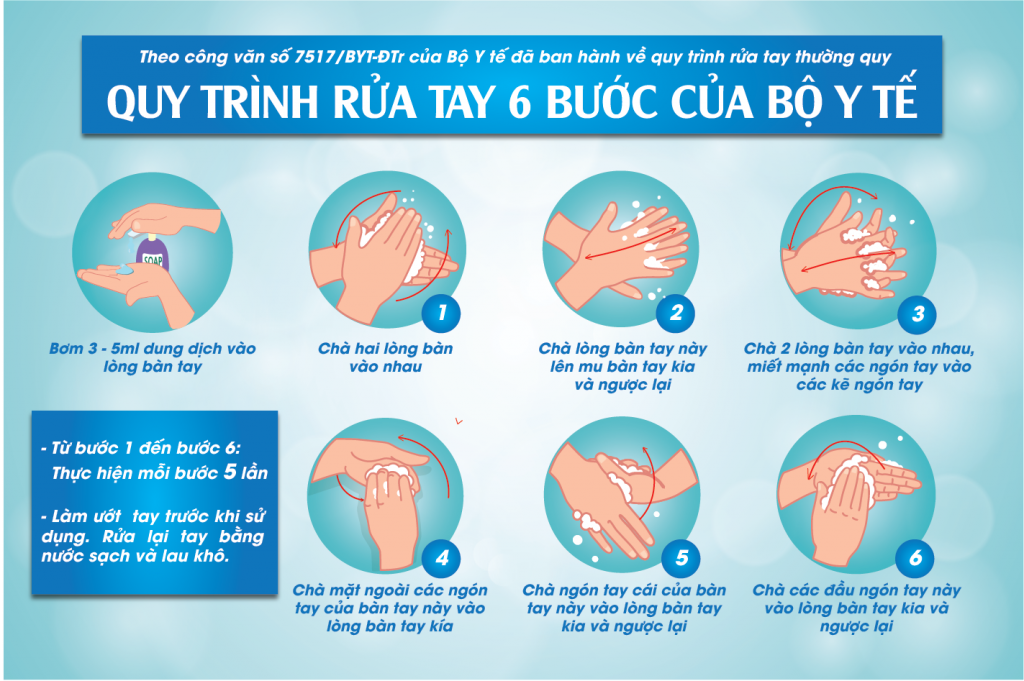 Theo công văn số 7517/BYT-ĐTr của Bộ Y tế đã ban hành về quy trình rửa tay thường quy
QUY TRÌNH RỬA TAY 6 BƯỚC CỦA BỘ Y TẾ
SOAP
Bơm 3 - 5ml dung dịch vào
lòng bàn tay
1
Chà hai lòng bàn
vào nhau
2
Chà lòng bàn tay này
lên mu bàn tay kia
và ngược lại
3
Chà 2 lòng bàn tay vào nhau,
miết mạnh các ngón tay vào
các kẽ ngón tay
- Từ bước 1 đến bước 6:
Thực hiện mỗi bước 5 lần
- Làm ướt tay trước khi sử
dụng. Rửa lại tay bằng
nước sạch và lau khô.
4
Chà mặt ngoài các ngón
tay của bàn tay này vào
lòng bàn tay kía
5
Chà ngón tay cái của bàn
tay này vào lòng bàn tay
kia và ngược lại
6
Chà các đầu ngón tay này
vào lòng bàn tay kia và
ngược lại